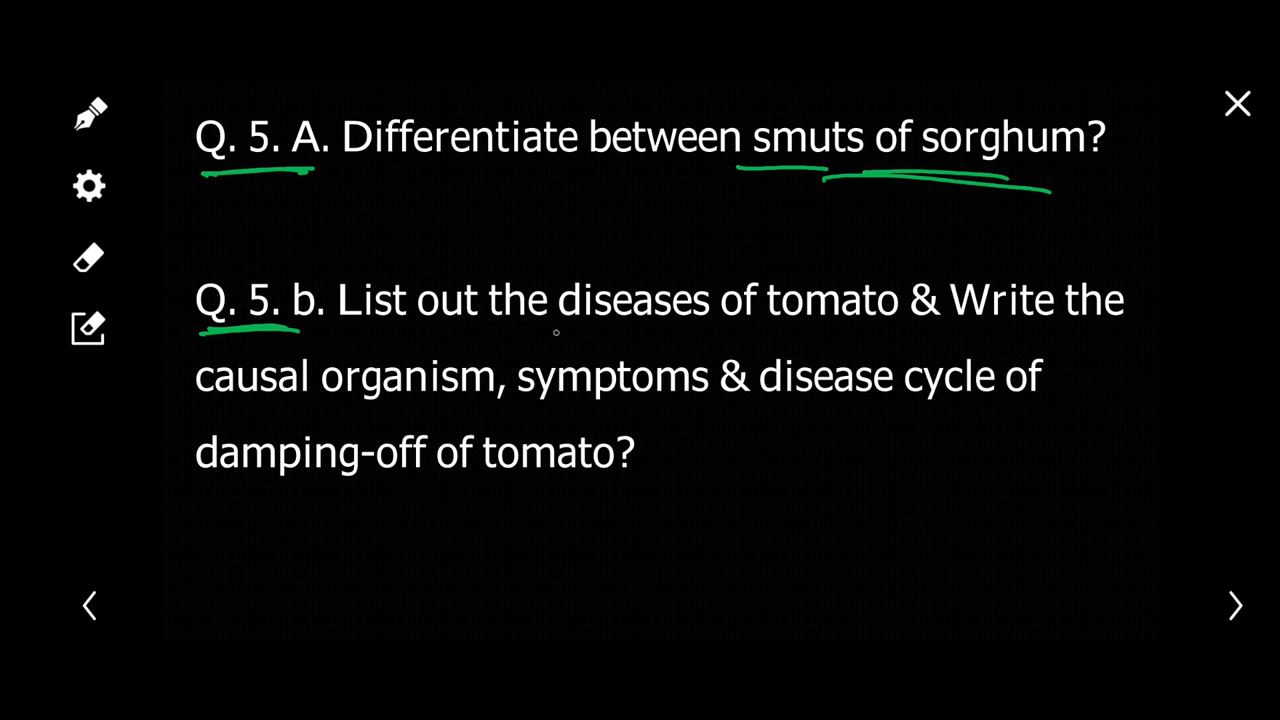 Q. 5. A. Differentiate between smuts of sorghum?
Q. 5. b. List out the diseases of tomato & Write the
causal organism, symptoms & disease cycle of
damping-off of tomato?